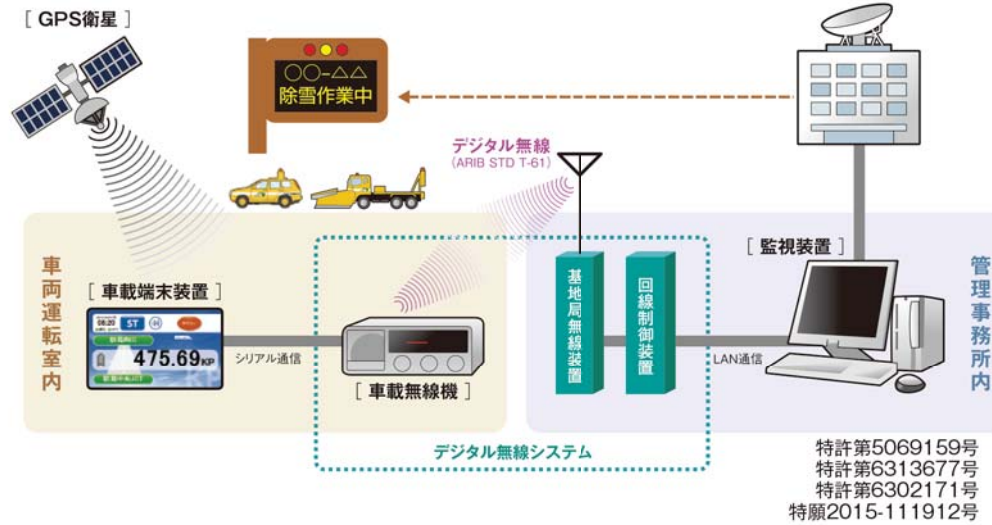 [ GPS衛星 ]
○○-△△
除雪作業中
デジタル無線
(ARIB STD T-61)
車両運転室内
[ 車載端末装置 ]
ST
475.69KP
シリアル通信
[ 車載無線機 ]
基地局無線装置
回線制御装置
LAN通信
[ 監視装置 ]
管理事務所内
デジタル無線システム
特許第5069159号
特許第6313677号
特許第6302171号
特願2015-111912号